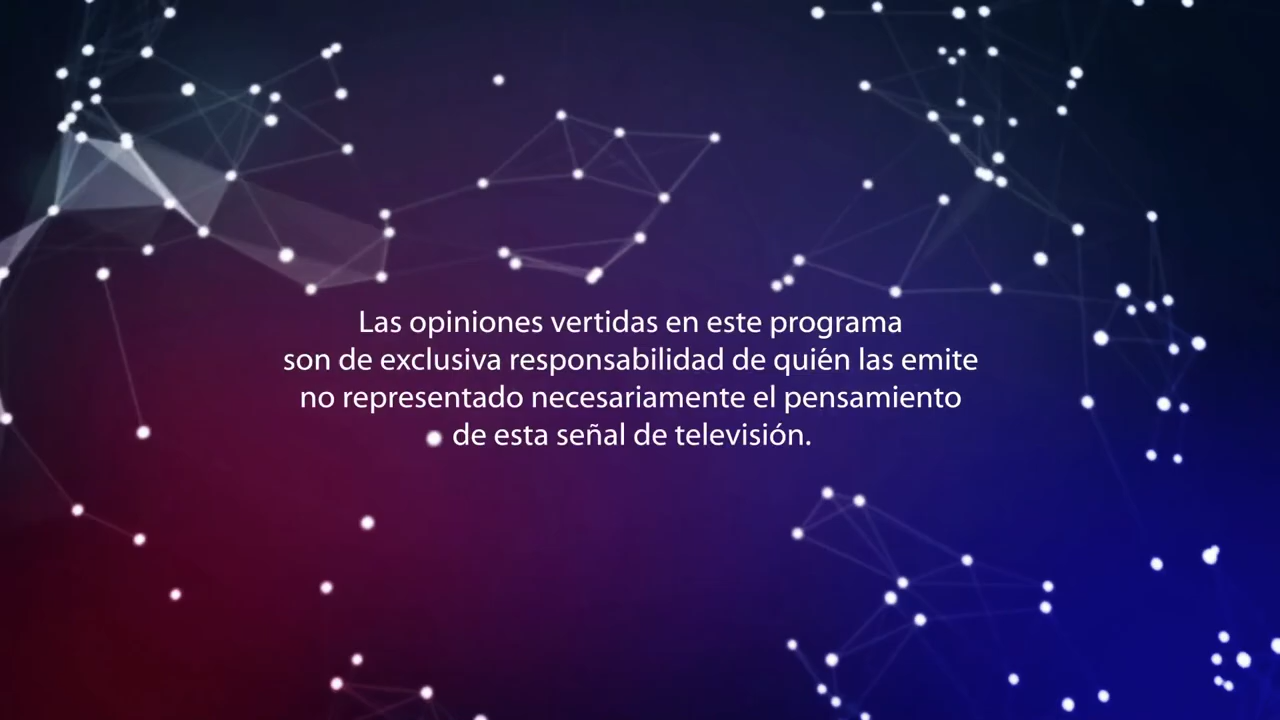 Las opiniones vertidas en este programa
son de exclusiva responsabilidad de quién las emite
no representado necesariamente el pensamiento
de esta señal de televisión.